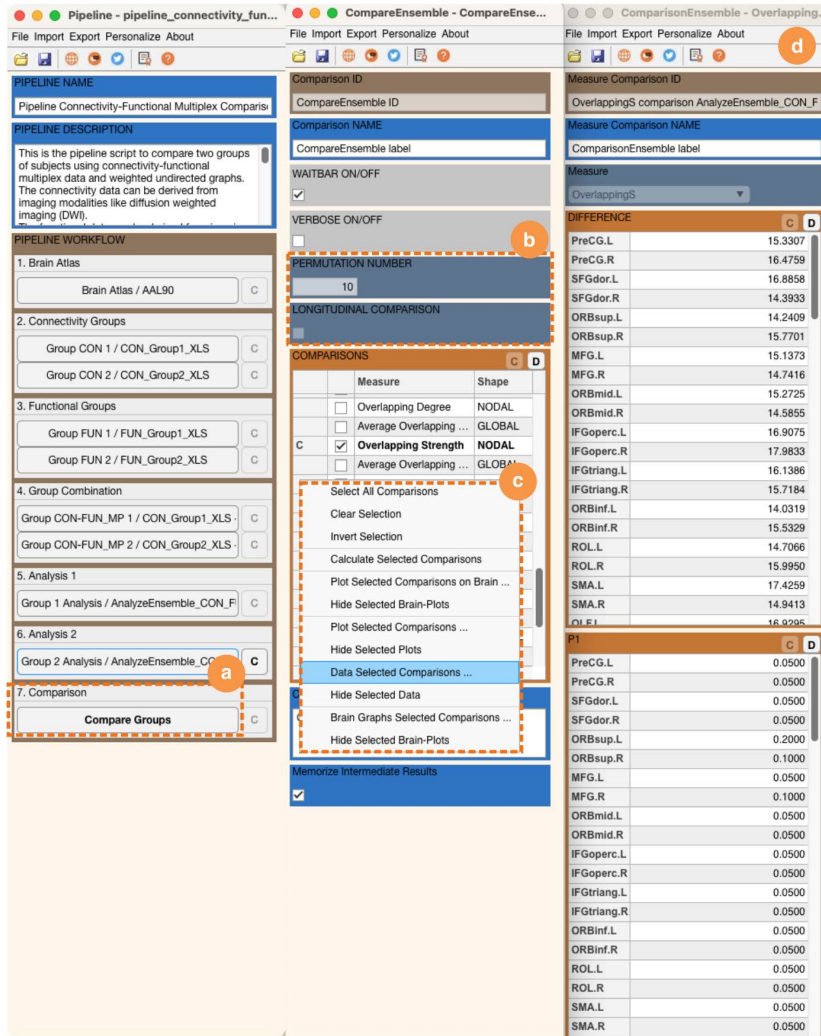 Pipeline - pipeline_connectivity_fun...
File Import Export Personalize About
PIPELINE NAME
Pipeline Connectivity-Functional Multiplex Comparis
PIPELINE DESCRIPTION
This is the pipeline script to compare two groups
of subjects using connectivity-functional
multiplex data and weighted undirected graphs.
The connectivity data can be derived from
imaging modalities like diffusion weighted
imaging (DWI).
PIPELINE WORKFLOW
1. Brain Atlas
Brain Atlas / AAL90 C
2. Connectivity Groups
Group CON 1 / CON_Group1_XLS C
Group CON 2 / CON_Group2_XLS C
3. Functional Groups
Group FUN 1 / FUN_Group1_XLS C
Group FUN 2 / FUN_Group2_XLS C
4. Group Combination
Group CON-FUN_MP 1 / CON_Group1_XLS - C
Group CON-FUN_MP 2 / CON_Group2_XLS - C
5. Analysis 1
Group 1 Analysis / AnalyzeEnsemble_CON_F C
6. Analysis 2
Group 2 Analysis / AnalyzeEnsemble_CO C
a
7. Comparison
Compare Groups C
CompareEnsemble - CompareEnse...
File Import Export Personalize About
Comparison ID
CompareEnsemble ID
Comparison NAME
CompareEnsemble label
WAITBAR ON/OFF
VERBOSE ON/OFF
b
PERMUTATION NUMBER
10
LONGITUDINAL COMPARISON
COMPARISONS C D
Measure Shape
Overlapping Degree NODAL
Average Overlapping ... GLOBAL
C Overlapping Strength NODAL
Average Overlapping ... GLOBAL
c
Select All Comparisons
Clear Selection
Invert Selection
Calculate Selected Comparisons
Plot Selected Comparisons on Brain ...
Hide Selected Brain-Plots
Plot Selected Comparisons ...
Hide Selected Plots
Data Selected Comparisons ...
Hide Selected Data
Brain Graphs Selected Comparisons ...
Hide Selected Brain-Plots
Memorize Intermediate Results
ComparisonEnsemble - Overlapping.
File Import Export Personalize About
d
Measure Comparison ID
OverlappingS comparison AnalyzeEnsemble_CON_F
Measure Comparison NAME
ComparisonEnsemble label
Measure
OverlappingS
DIFFERENCE C D
PreCG.L 15.3307
PreCG.R 16.4759
SFGdor.L 16.8858
SFGdor.R 14.3933
ORBsup.L 14.2409
ORBsup.R 15.7701
MFG.L 15.1373
MFG.R 14.7416
ORBmid.L 15.2725
ORBmid.R 14.5855
IFGoperc.L 16.9075
IFGoperc.R 17.9833
IFGtriang.L 16.1386
IFGtriang.R 15.7184
ORBinf.L 14.0319
ORBinf.R 15.5329
ROL.L 14.7066
ROL.R 15.9950
SMA.L 17.4259
SMA.R 14.9413
OLF.L 16.9295
P1 C D
PreCG.L 0.0500
PreCG.R 0.0500
SFGdor.L 0.0500
SFGdor.R 0.0500
ORBsup.L 0.2000
ORBsup.R 0.1000
MFG.L 0.0500
MFG.R 0.1000
ORBmid.L 0.0500
ORBmid.R 0.0500
IFGoperc.L 0.0500
IFGoperc.R 0.0500
IFGtriang.L 0.0500
IFGtriang.R 0.0500
ORBinf.L 0.0500
ORBinf.R 0.0500
ROL.L 0.0500
ROL.R 0.0500
SMA.L 0.0500
SMA.R 0.0500